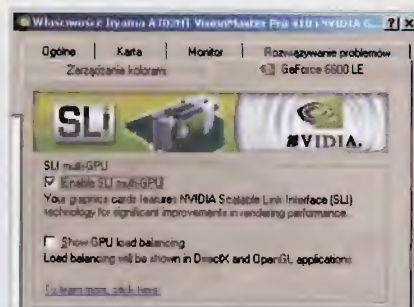 Właściwości: Iiyama A702HT VisionMaster Pro 410 i NVIDIA G... ? X
Ogólne Karta Monitor Rozwiązywanie problemów
Zarządzanie kolorami GeForce 6600 LE
SLI
NVIDIA.
SLI multi-GPU
Enable SLI multi-GPU
Your graphics cards features NVIDIA Scalable Link Interface (SLI)
technology for significant improvements in rendering performance.
Show GPU load balancing
Load balancing will be shown in DirectX and OpenGL applications
To learn more, click here.